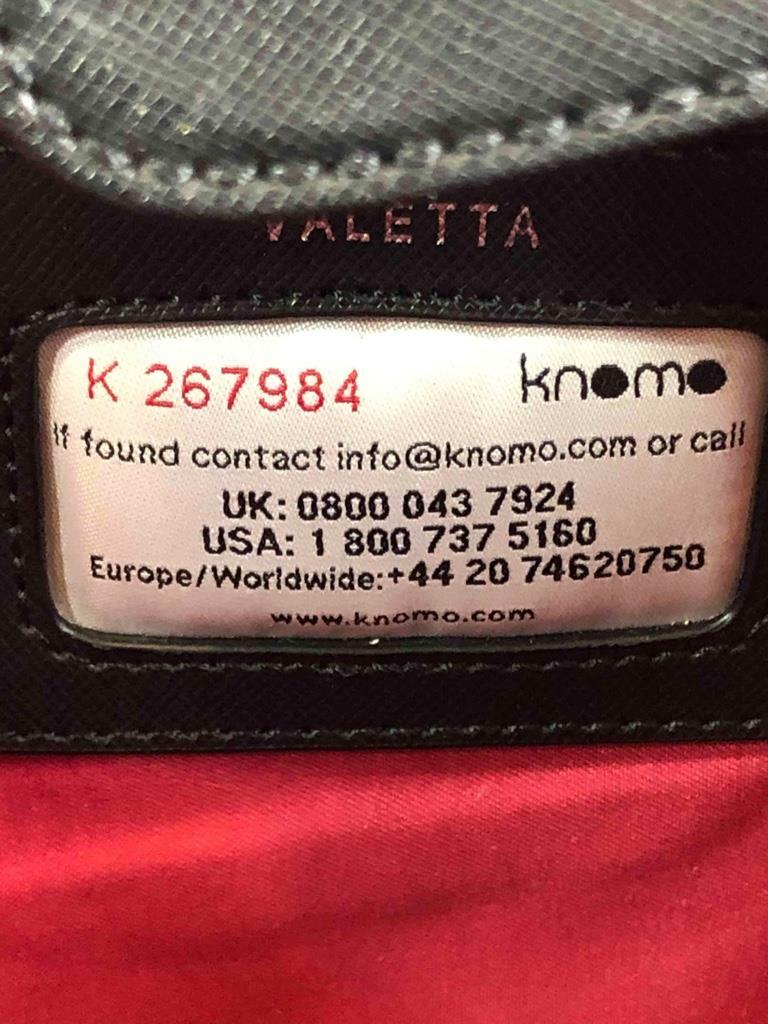 VALETTA
K 267984 knomo
If found contact info@knomo.com or call
UK: 0800 043 7924
USA: 1 800 737 5160
Europe/Worldwide:+44 20 74620750
www.knomo.com